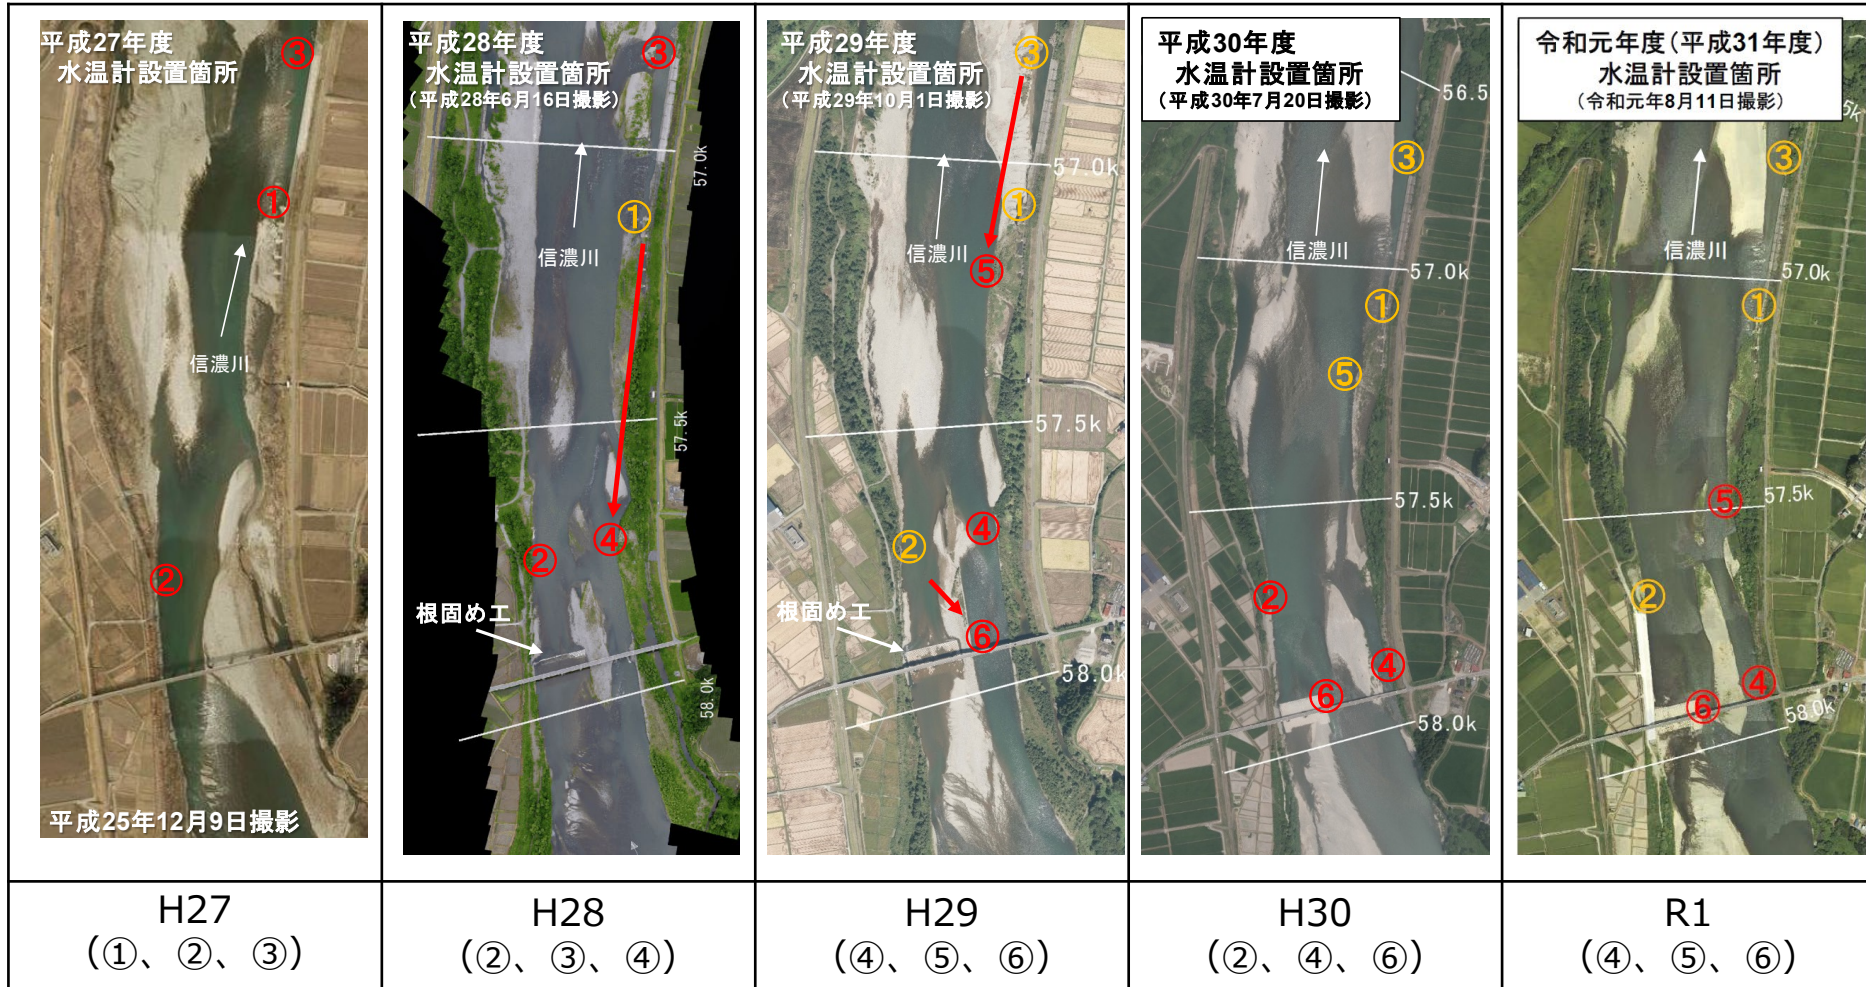 平成27年度
水温計設置箇所
③
①
信濃川
②
平成25年12月9日撮影
平成28年度
水温計設置箇所
（平成28年6月16日撮影）
③
57.0k
①
信濃川
57.5k
④
②
根固め工
58.0k
平成29年度
水温計設置箇所
（平成29年10月1日撮影）
③
57.0k
①
信濃川
⑤
57.5k
④
②
根固め工
⑥
58.0k
平成30年度
水温計設置箇所
（平成30年7月20日撮影）
56.5
③
信濃川
57.0k
①
⑤
57.5k
②
④
⑥
58.0k
令和元年度（平成31年度）
水温計設置箇所
（令和元年8月11日撮影）
5k
③
信濃川
57.0k
①
⑤
57.5k
②
④
⑥
58.0k
H27
（①、②、③）
H28
（②、③、④）
H29
（④、⑤、⑥）
H30
（②、④、⑥）
R1
（④、⑤、⑥）